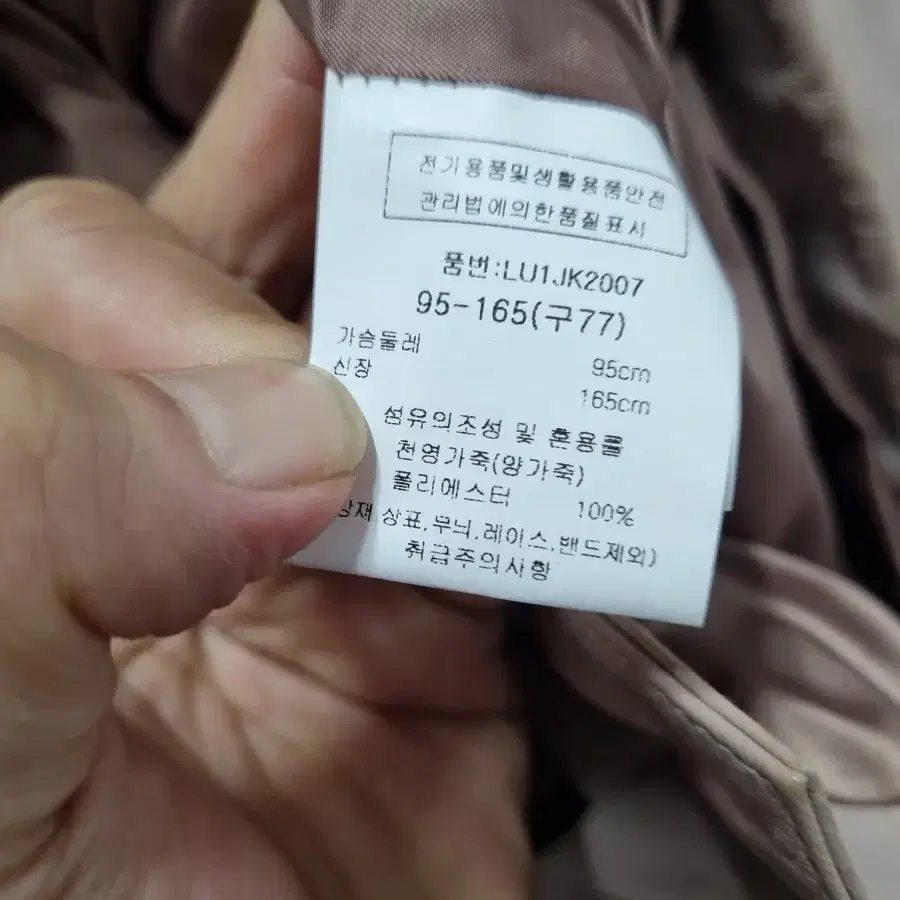 전기용품및생활용품안전
관리법에의한품질표시
품번:LU1JK2007
95-165(구77)
가슴둘레 95cm
신장 165cm
섬유의조성 및 혼용률
천영가죽(양가죽)
폴리에스터 100%
상표,무늬,레이스,밴드제외)
취급주의사항